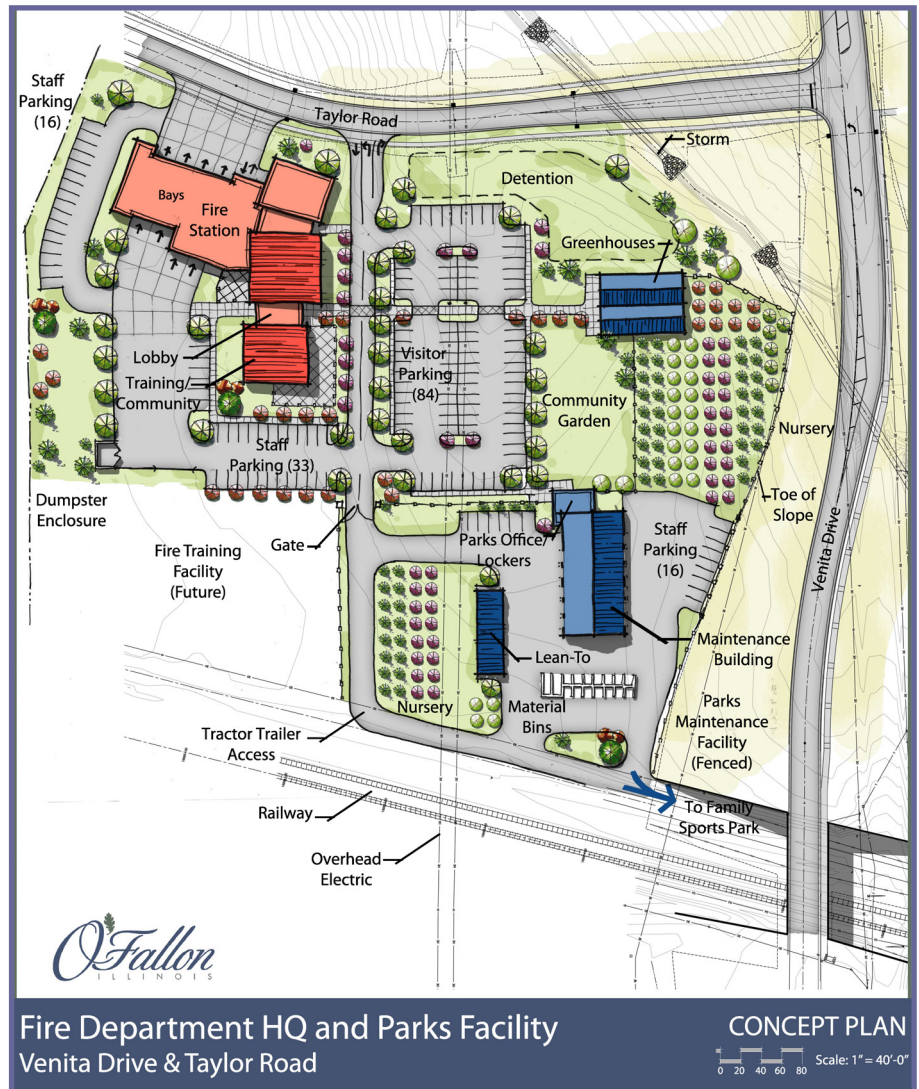 Staff
Parking
(16)
Taylor Road
Storm
Detention
Bays
Fire
Station
Greenhouses
Lobby
Training/
Community
Visitor
Parking
(84)
Community
Garden
Nursery
Staff
Parking (33)
Toe of
Slope
Dumpster
Enclosure
Gate
Parks Office/
Lockers
Staff
Parking
(16)
Venita Drive
Fire Training
Facility
(Future)
Lean-To
Maintenance
Building
Nursery
Material
Bins
Parks
Maintenance
Facility
(Fenced)
Tractor Trailer
Access
Railway
To Family
Sports Park
Overhead
Electric
O'Fallon
ILLINOIS
Fire Department HQ and Parks Facility
Venita Drive & Taylor Road
CONCEPT PLAN
0 20 40 60 80
Scale: 1" = 40'-0"